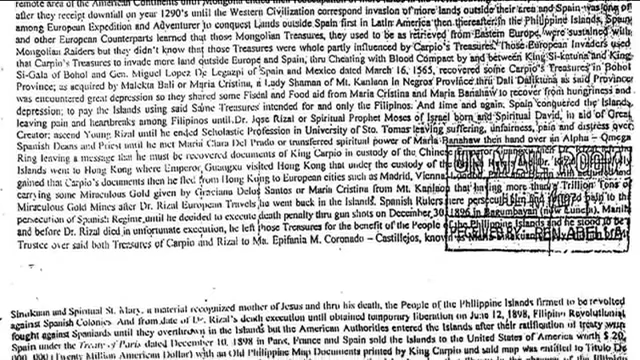 remote area of the American Continents until Mongolia ended
after they receipt downfall on year 1290's until the Western Civilization correspond invasion of more lands outside their area and Spain was long of
among European Expedition and Adventurer to conquest Lands outside Spain first in Latin America then thereafter in the Philippine Islands, Spain
and other European Counterparts learned that those Mongolian Treasures, they used to be as retrieved from Eastern Europe, were sustained with
Mongolian Raiders but they didn't know that those Treasures were whole partly influenced by Carpio's Treasures. Those European Invaders used
that Carpio's Treasures to invade more land outside Europe and Spain, thru Cheating with Blood Compact by and between King Si-katuna and King
Si-Gala of Bohol and Gen. Miguel Lopez De Legazpi of Spain and Mexico dated March 16, 1565, recovered some Carpio's Treasures in Bohol
Province; as acquired by Malekta Bali or Maria Cristina, a Lady Shaman of Mt. Kanlaon In Negros Province thru Dali Daliktuna as said Province
was encountered great depression so they shared some Fiscal and Food aid from Maria Cristina and Maria Banahaw to recover from hungriness and
depression; to pay the Islands using said Some Treasures intended for and only the Filipinos. And time and again. Spain conquered the Islands,
leaving pain and heartbreaks among Filipinos until Dr. Jose Rizal or Spiritual Prophet Moses of Israel born and Spiritual David, in aid of Great
Creator; ascend Young Rizal until he ended Scholastic Profession in University of Sto. Tomas leaving suffering, unfairness, pain and distress over
Spanish Deans and Priest until he met Maria Clara Del Prado or transferred spiritual power of Maria Banahaw their hand over in Alpha – Omega
Ring leaving a message that he must be recovered documents of King Carpio in custody of the Chinese
Islands went to Hong Kong where Emperor Guangxu visited Hong Kong that under the custody of the
gained that Carpio's documents then he fled from Hong Kong to European cities such as Madrid, Vienna,
carrying some Miraculous Gold given by Graciana Delos Santos or Maria Cristina from Mt. Kanlaon that having more than a Trillion Tons of
Miraculous Gold Mines after Dr. Rizal European Travels he went back in the Islands. Spanish Rulers were persecute him and
persecution of Spanish Regime, until he decided to execute death penalty thru gun shots on December 30, 1896 in Bagumbayan (now Luneta), Manila
and before Dr. Rizal died in unfortunate execution, he left those Treasures for the benefit of the People of the Philippine Islands and he stood to be a
Trustee over said both Treasures of Carpio and Rizal to Ma. Epifania M. Coronado – Castillejos, known as
Sinukuan and Spiritual St. Mary, a material recognized mother of Jesus and thru his death, the People of the Philippine Islands firmed to be revolted
against Spanish Colonies. And from date of Dr. Rizal's death execution until obtained temporary liberation on June 12, 1898, Filipino Revolutionial
fought against Spaniards until they overthrown in the Islands but the American Authorities entered the Islands after their ratification of treaty with
Spain under the Treaty of Paris dated December 10, 1898 in Paris, France and Spain sold the Islands to the United States of America worth $ 20,
000, 000 (Twenty Million American Dollar) with an Old Philippine Map Documents printed by King Carpio and said map was entitled to Titulo De